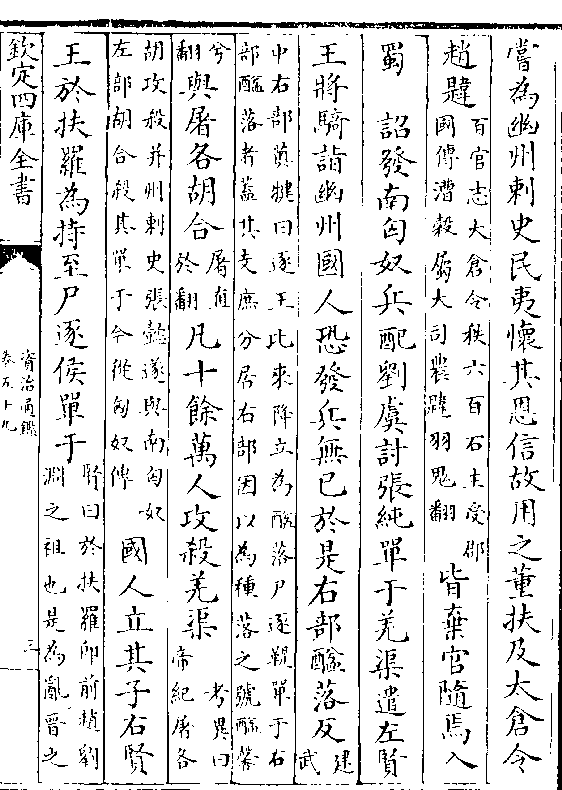 嘗為幽州刺史民夷懷其恩信故用之董扶及大倉令
趙韙百官志大倉令秩六百石主受郡國傳漕穀屬大司農韙羽鬼翻皆棄官隨焉入
蜀 詔發南匈奴兵配劉虞討張純單于羌渠遣左賢
王將騎詣幽州國人恐發兵無已於是右部䤈落反建武
中右部薁鞬曰逐王比來降立為䤈落尸逐鞮單于右
部䤈落者蓋其支庶分居右部因以為種落之號䤈馨
兮翻與屠各胡合屠直於翻凡十餘萬人攻殺羌渠考異曰帝紀屠各
胡攻殺并州刺史張懿遂與南匈奴左部胡合殺其單于今從匈奴傳國人立其子右賢
王於扶羅為持至尸逐侯單于賢曰於扶羅即前趙劉淵之祖也是為亂晉之
欽定四庫全書
資治通鑑
卷五十九
三